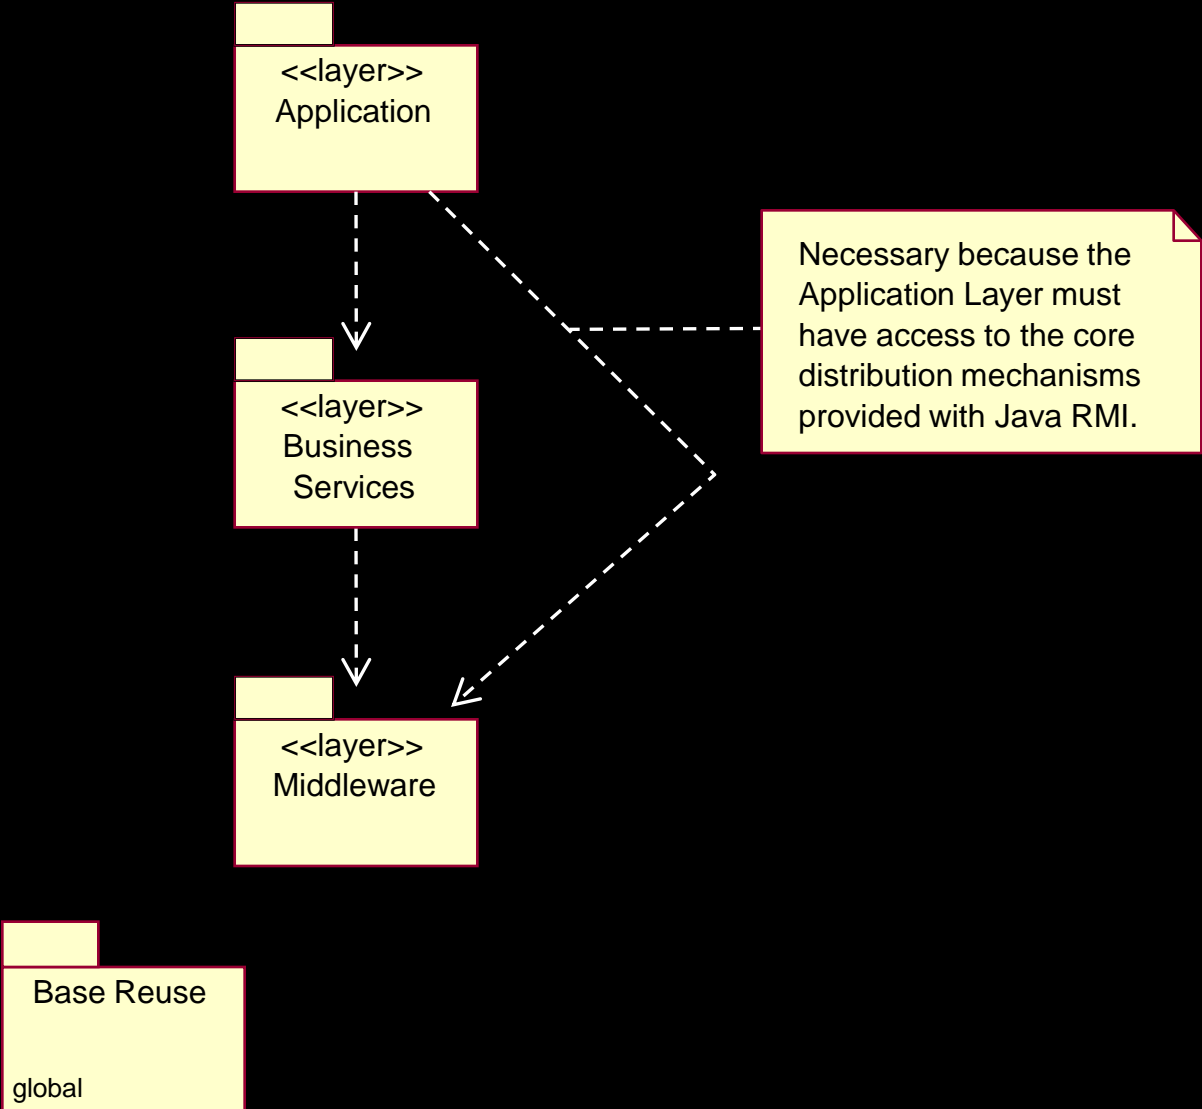 <<layer>>
Application
Necessary because the
Application Layer must
have access to the core
distribution mechanisms
provided with Java RMI.
<<layer>>
Business
Services
<<layer>>
Middleware
Base Reuse
global